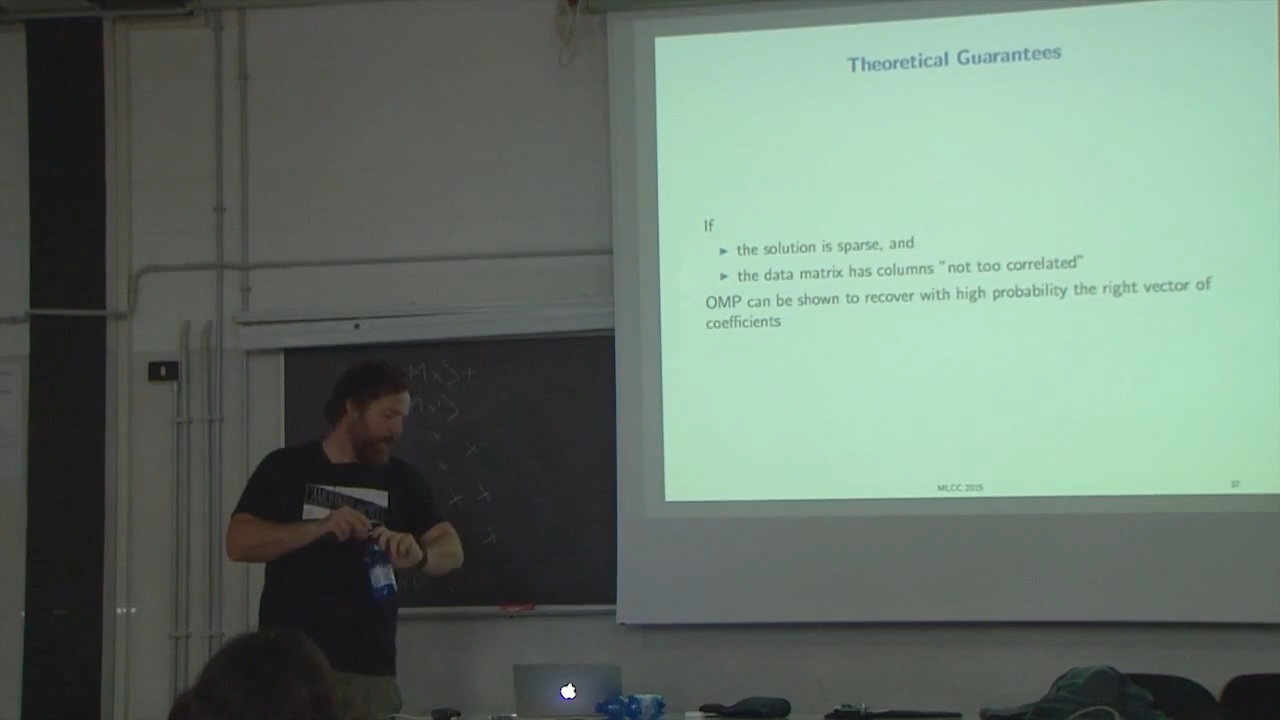 Theoretical Guarantees
If
► the solution is sparse, and
► the data matrix has columns "not too correlated"
OMP can be shown to recover with high probability the right vector of
coefficients
MLCC 2015